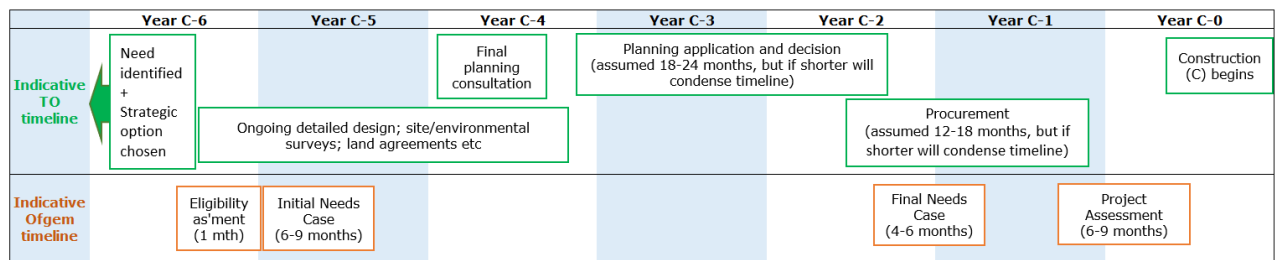 Year C-6 Year C-5 Year C-4 Year C-3 Year C-2 Year C-1 Year C-0
Indicative
TO
timeline
Need
identified
+
Strategic
option
chosen
Ongoing detailed design; site/environmental
surveys; land agreements etc
Final
planning
consultation
Planning application and decision
(assumed 18-24 months, but if shorter will
condense timeline)
Procurement
(assumed 12-18 months, but if
shorter will condense timeline)
Construction
(C) begins
Indicative
Ofgem
timeline
Eligibility
as'ment
(1 mth)
Initial Needs
Case
(6-9 months)
Final Needs
Case
(4-6 months)
Project
Assessment
(6-9 months)